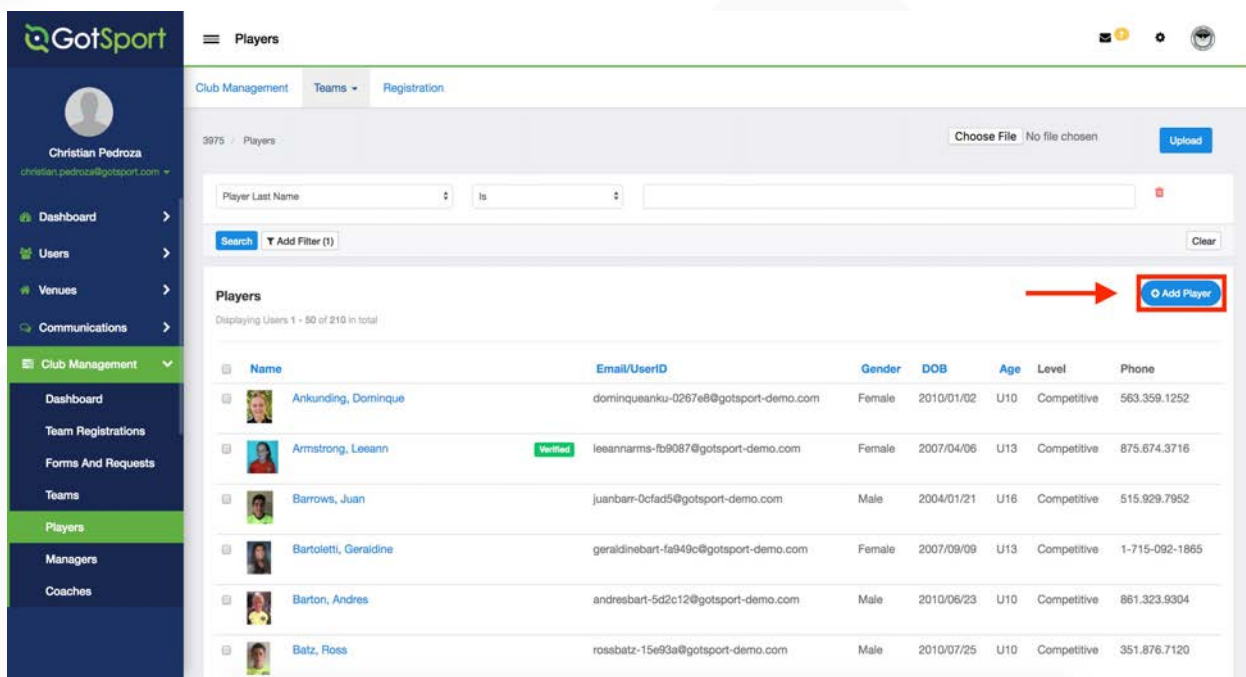 GotSport
Players
7
Christian Pedroza
christian.pedroza@gotsport.com
Dashboard
Users
Venues
Communications
Club Management
Dashboard
Team Registrations
Forms And Requests
Teams
Players
Managers
Coaches
Club Management Teams Registration
3975 / Players Choose File No file chosen Upload
Player Last Name Is
Search Add Filter (1) Clear
Players Add Player
Displaying Users 1 - 50 of 210 in total
Name Email/UserID Gender DOB Age Level Phone
Ankunding, Dominque dominqueanku-0267e8@gotsport-demo.com Female 2010/01/02 U10 Competitive 563.359.1252
Armstrong, Leeann Verified leeannarms-fb9087@gotsport-demo.com Female 2007/04/06 U13 Competitive 875.674.3716
Barrows, Juan juanbarr-0cfad5@gotsport-demo.com Male 2004/01/21 U16 Competitive 515.929.7952
Bartoletti, Geraldine geraldinebart-fa949c@gotsport-demo.com Female 2007/09/09 U13 Competitive 1-715-092-1865
Barton, Andres andresbart-5d2c12@gotsport-demo.com Male 2010/06/23 U10 Competitive 861.323.9304
Batz, Ross rossbatz-15e93a@gotsport-demo.com Male 2010/07/25 U10 Competitive 351.876.7120